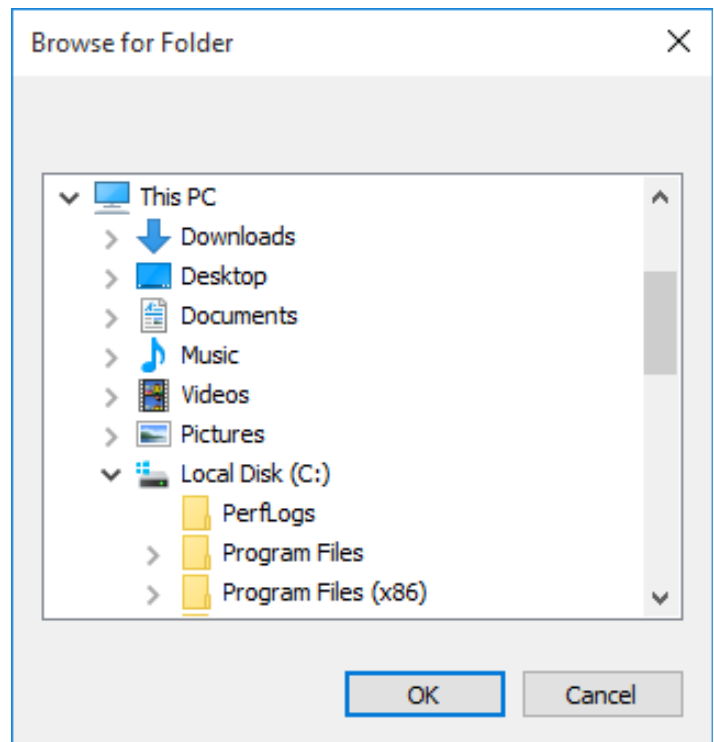 Browse for Folder
This PC
Downloads
Desktop
Documents
Music
Videos
Pictures
Local Disk (C:)
PerfLogs
Program Files
Program Files (x86)
OK
Cancel